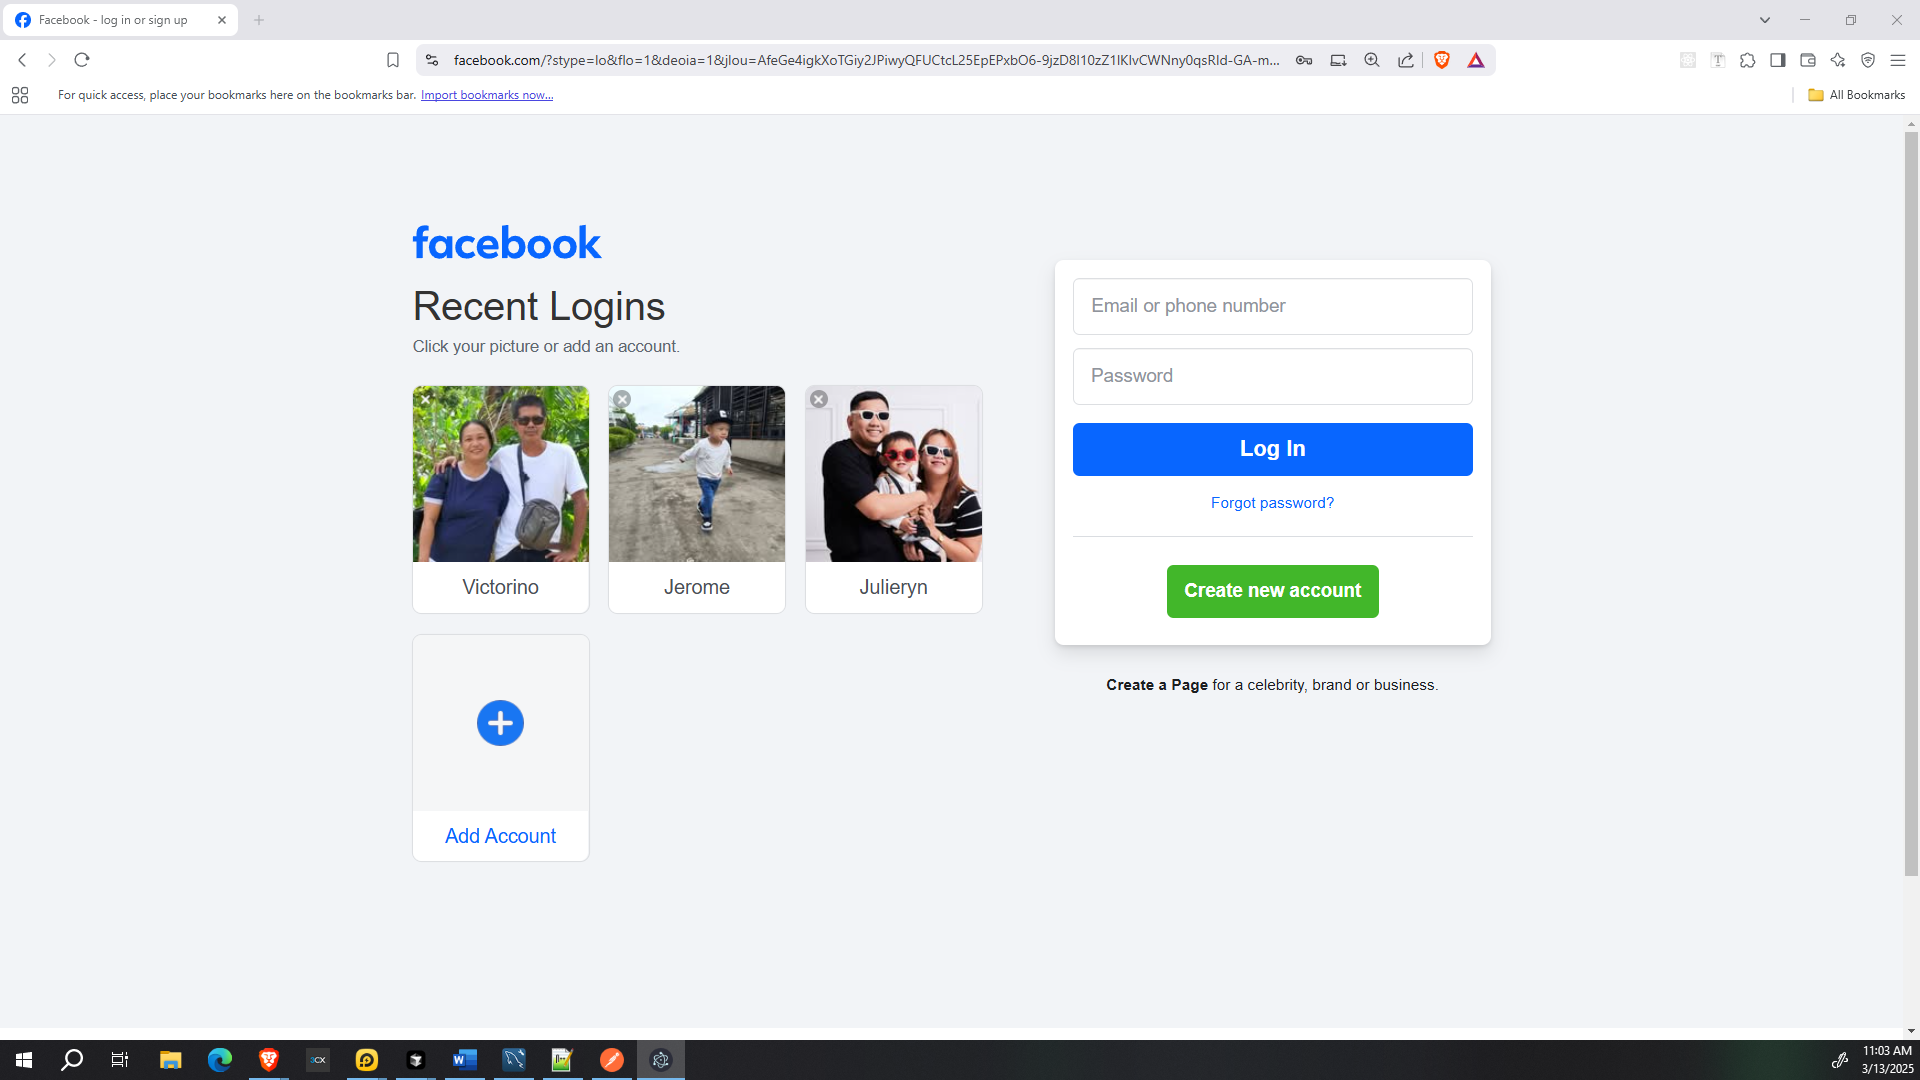 Facebook - log in or sign up
facebook.com/?stype=lo&flo=1&deoia=1&jlou=AfeGe4igkXoTGiy2JPiwyQFUCtcL25EpEPxbO6-9jzD8I10zZ1lKlvCWNny0qsRld-GA-m...
For quick access, place your bookmarks here on the bookmarks bar. Import bookmarks now...
All Bookmarks
facebook
Recent Logins
Click your picture or add an account.
Victorino
Jerome
Julieryn
Add Account
Email or phone number
Password
Log In
Forgot password?
Create new account
Create a Page for a celebrity, brand or business.
11:03 AM
3/13/2025